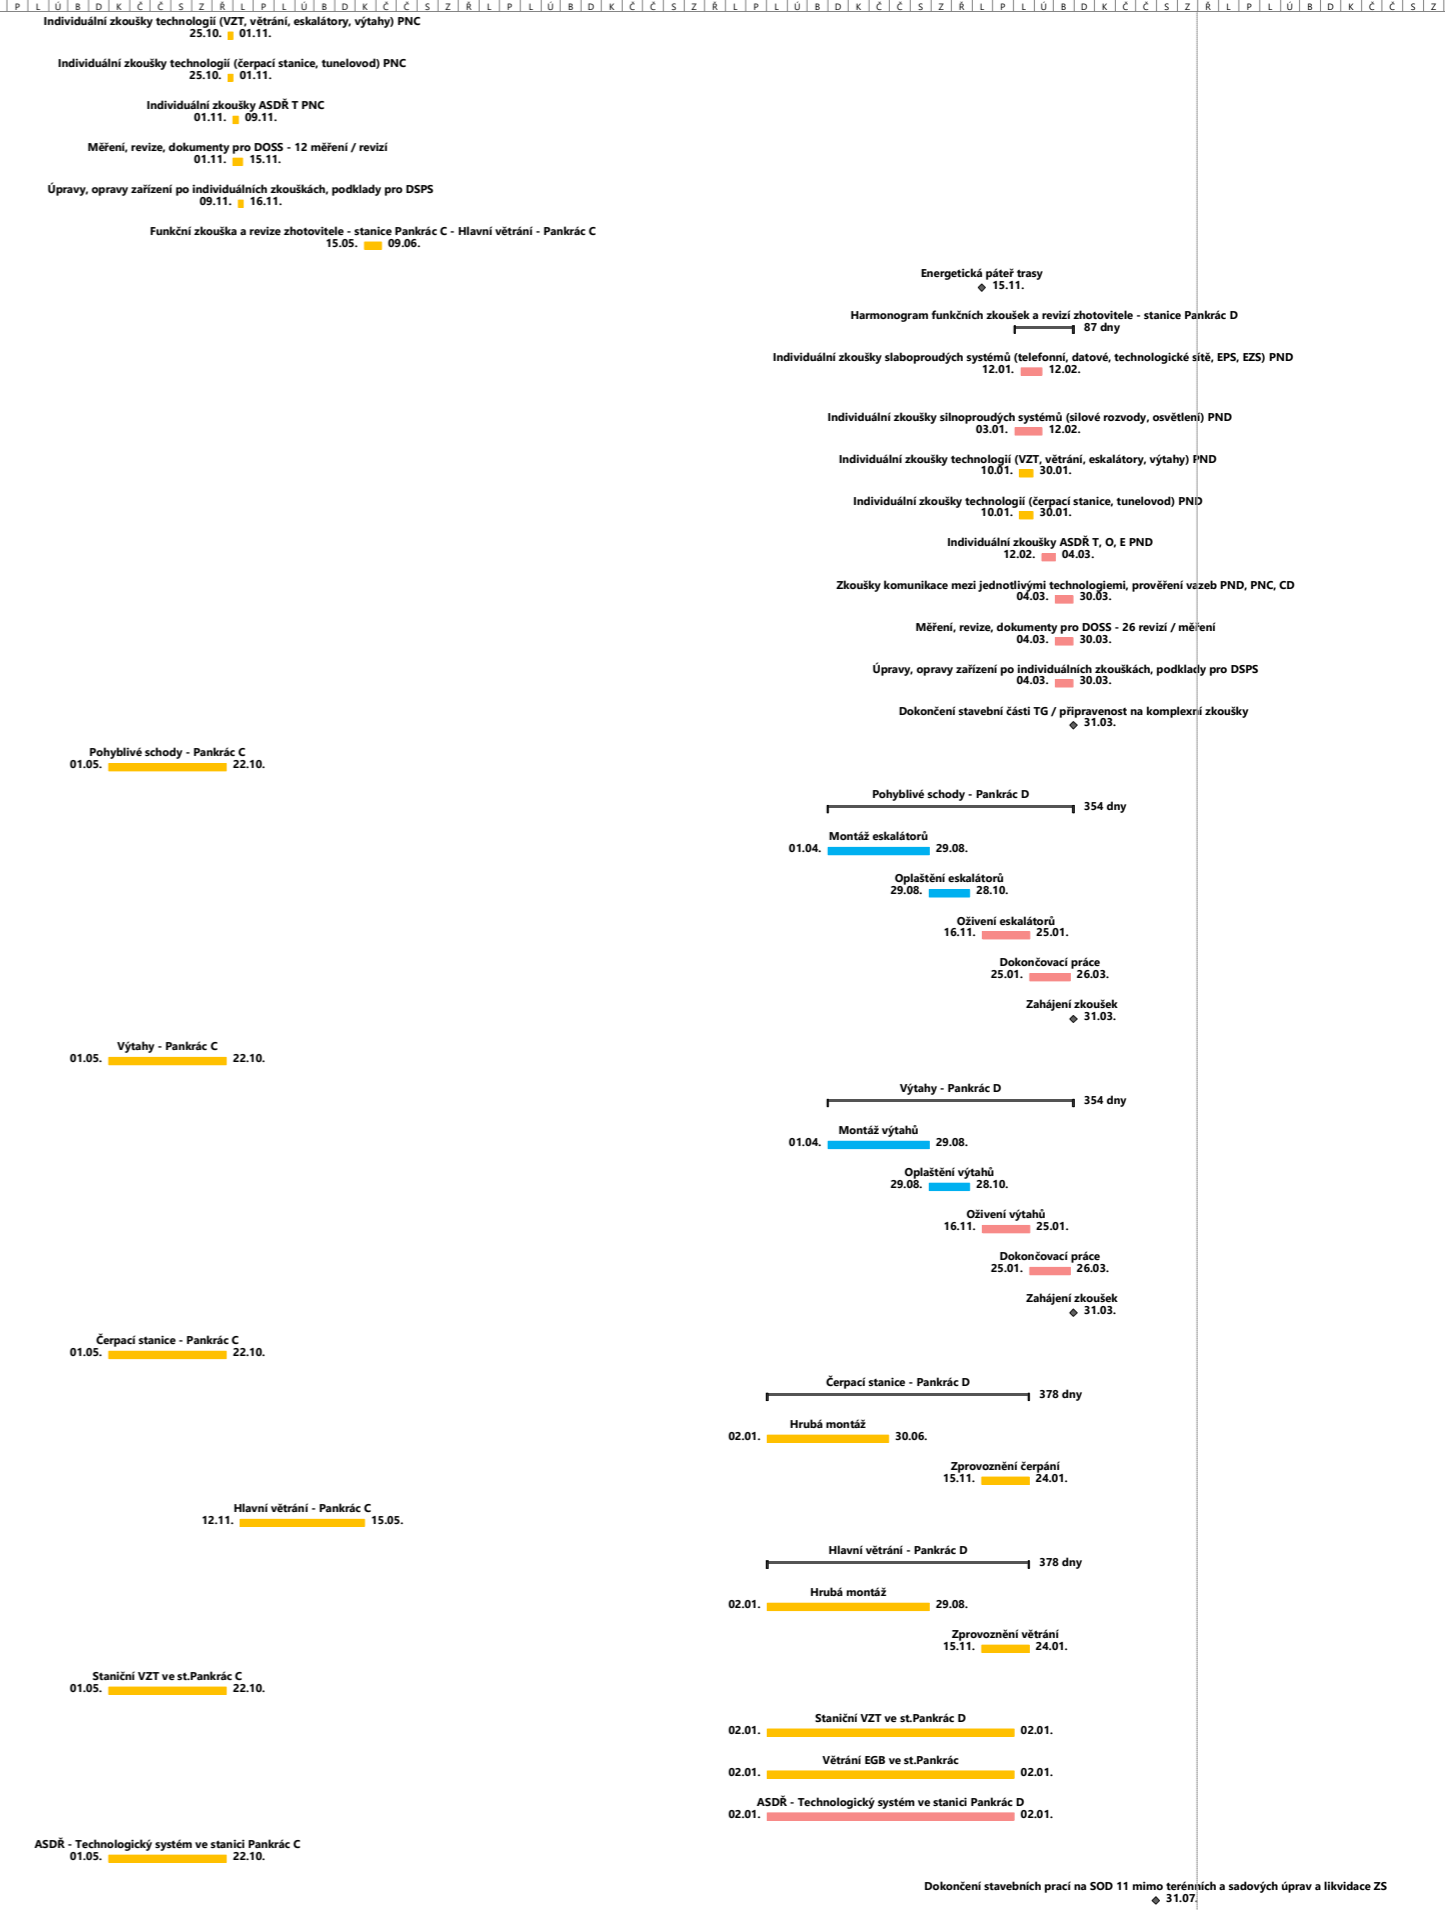 P L Ú B D K Č Č S Z Ř L P L Ú B D K Č Č S Z Ř L P L Ú B D K Č Č S Z Ř L P L Ú B D K Č Č S Z Ř L P L Ú B D K Č Č S Z Ř L P L Ú B D K Č Č S Z
Individuální zkoušky technologií (VZT, větrání, eskalátory, výtahy) PNC
25.10. 01.11.
Individuální zkoušky technologií (čerpací stanice, tunelovod) PNC
25.10. 01.11.
Individuální zkoušky ASDŘ T PNC
01.11. 09.11.
Měření, revize, dokumenty pro DOSS - 12 měření / revizí
01.11. 15.11.
Úpravy, opravy zařízení po individuálních zkouškách, podklady pro DSPS
09.11. 16.11.
Funkční zkouška a revize zhotovitele - stanice Pankrác C - Hlavní větrání - Pankrác C
15.05. 09.06.
Energetická páteř trasy
15.11.
Harmonogram funkčních zkoušek a revizí zhotovitele - stanice Pankrác D
87 dny
Individuální zkoušky slaboproudých systémů (telefonní, datové, technologické sítě, EPS, EZS) PND
12.01. 12.02.
Individuální zkoušky silnoproudých systémů (silové rozvody, osvětlení) PND
03.01. 12.02.
Individuální zkoušky technologií (VZT, větrání, eskalátory, výtahy) PND
10.01. 30.01.
Individuální zkoušky technologií (čerpací stanice, tunelovod) PND
10.01. 30.01.
Individuální zkoušky ASDŘ T, O, E PND
12.02. 04.03.
Zkoušky komunikace mezi jednotlivými technologiemi, prověření vazeb PND, PNC, CD
04.03. 30.03.
Měření, revize, dokumenty pro DOSS - 26 revizí / měření
04.03. 30.03.
Úpravy, opravy zařízení po individuálních zkouškách, podklady pro DSPS
04.03. 30.03.
Dokončení stavební části TG / připravenost na komplexní zkoušky
31.03.
Pohyblivé schody - Pankrác C
01.05. 22.10.
Pohyblivé schody - Pankrác D
354 dny
Montáž eskalátorů
01.04. 29.08.
Oplaštění eskalátorů
29.08. 28.10.
Oživení eskalátorů
16.11. 25.01.
Dokončovací práce
25.01. 26.03.
Zahájení zkoušek
31.03.
Výtahy - Pankrác C
01.05. 22.10.
Výtahy - Pankrác D
354 dny
Montáž výtahů
01.04. 29.08.
Oplaštění výtahů
29.08. 28.10.
Oživení výtahů
16.11. 25.01.
Dokončovací práce
25.01. 26.03.
Zahájení zkoušek
31.03.
Čerpací stanice - Pankrác C
01.05. 22.10.
Čerpací stanice - Pankrác D
378 dny
Hrubá montáž
02.01. 30.06.
Zprovoznění čerpání
15.11. 24.01.
Hlavní větrání - Pankrác C
12.11. 15.05.
Hlavní větrání - Pankrác D
378 dny
Hrubá montáž
02.01. 29.08.
Zprovoznění větrání
15.11. 24.01.
Staniční VZT ve st.Pankrác C
01.05. 22.10.
Staniční VZT ve st.Pankrác D
02.01. 02.01.
Větrání EGB ve st.Pankrác
02.01. 02.01.
ASDŘ - Technologický systém ve stanici Pankrác D
02.01. 02.01.
ASDŘ - Technologický systém ve stanici Pankrác C
01.05. 22.10.
Dokončení stavebních prací na SOD 11 mimo terénních a sadových úprav a likvidace ZS
31.07.